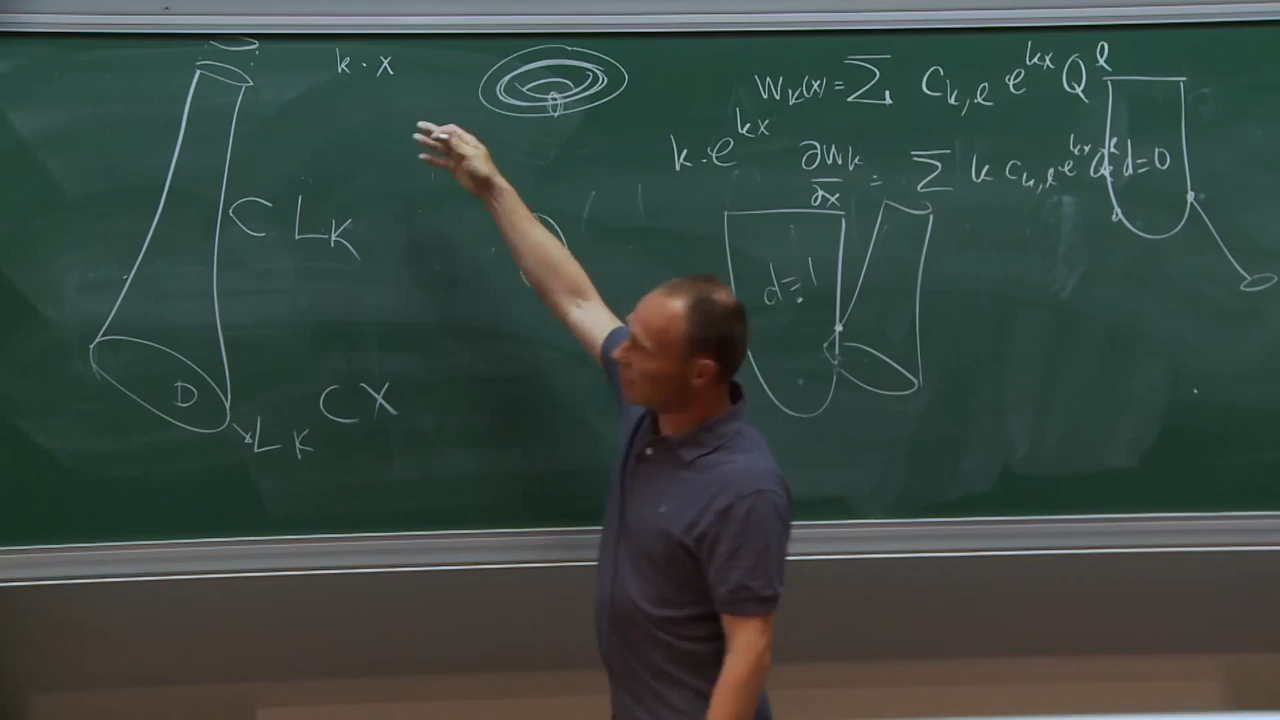 k · x
W_k(x) = ∑ C_{k,l} e^{kx} Q^l
k · e^{kx}
∂W_k/∂x = ∑ k C_{k,l} e^{kx} Q^l
d=0
⊂ L_K
d=1
D
L_K
⊂ X